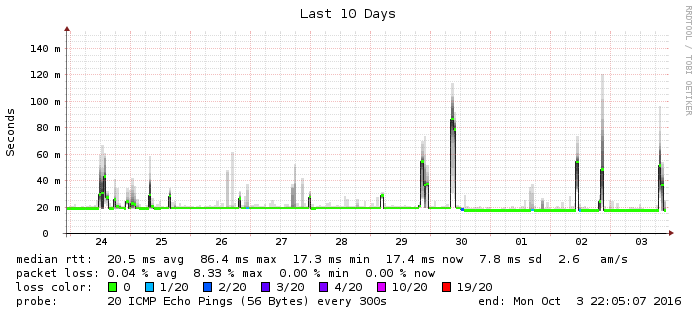 Last 10 Days
RRDTOOL / TOBI OETIKER
Seconds
140 m
120 m
100 m
80 m
60 m
40 m
20 m
0
24 25 26 27 28 29 30 01 02 03
median rtt: 20.5 ms avg 86.4 ms max 17.3 ms min 17.4 ms now 7.8 ms sd 2.6 am/s
packet loss: 0.04 % avg 8.33 % max 0.00 % min 0.00 % now
loss color: 0 1/20 2/20 3/20 4/20 10/20 19/20
probe: 20 ICMP Echo Pings (56 Bytes) every 300s end: Mon Oct 3 22:05:07 2016